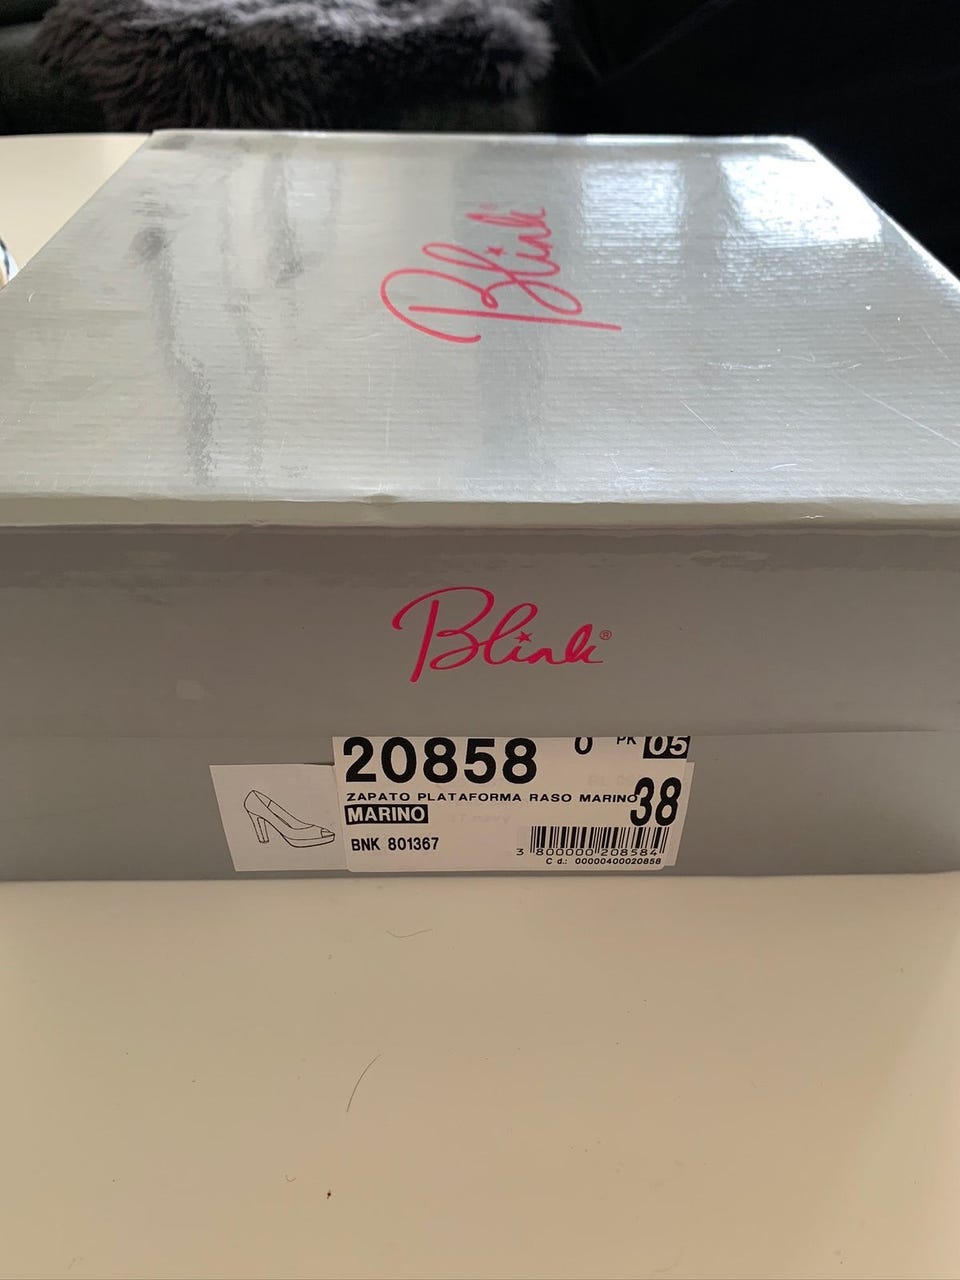 Blink
Blink®
20858 0 PK 05
ZAPATO PLATAFORMA RASO MARINO 38
MARINO
BNK 801367
3 800000 208584
C d.: 00000400020858